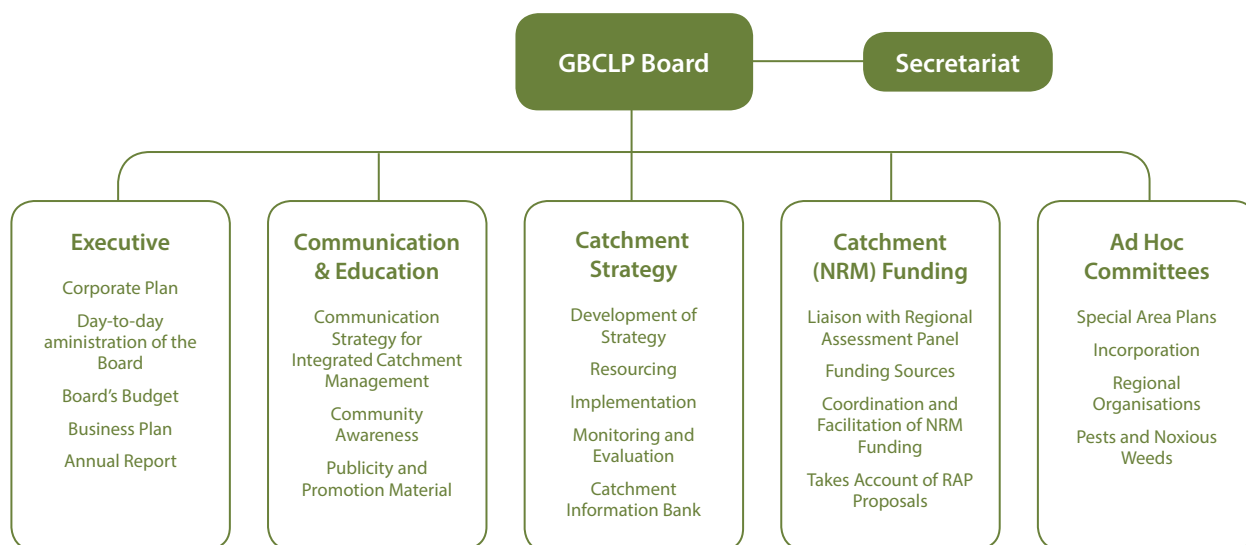 GBCLP Board
Secretariat
Executive
Corporate Plan
Day-to-day
aministration of the
Board
Board's Budget
Business Plan
Annual Report
Communication
& Education
Communication
Strategy for
Integrated Catchment
Management
Community
Awareness
Publicity and
Promotion Material
Catchment
Strategy
Development of
Strategy
Resourcing
Implementation
Monitoring and
Evaluation
Catchment
Information Bank
Catchment
(NRM) Funding
Liaison with Regional
Assessment Panel
Funding Sources
Coordination and
Facilitation of NRM
Funding
Takes Account of RAP
Proposals
Ad Hoc
Committees
Special Area Plans
Incorporation
Regional
Organisations
Pests and Noxious
Weeds